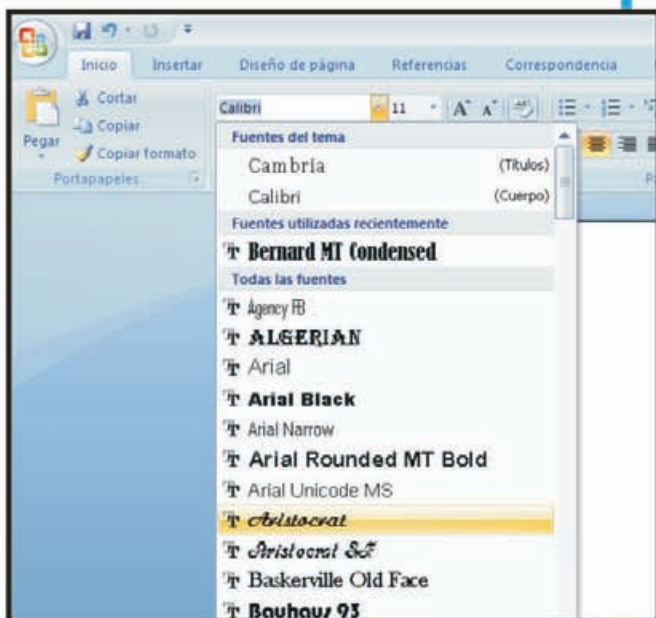 Inicio Insertar Diseño de página Referencias Correspondencia
Cortar
Copiar
Copiar formato
Pegar
Portapapeles
Calibri 11
Fuentes del tema
Cambria (Títulos)
Calibri (Cuerpo)
Fuentes utilizadas recientemente
Bernard MT Condensed
Todas las fuentes
Agency FB
ALGERIAN
Arial
Arial Black
Arial Narrow
Arial Rounded MT Bold
Arial Unicode MS
Aristocrat
Aristocrat SF
Baskerville Old Face
Bauhaus 93